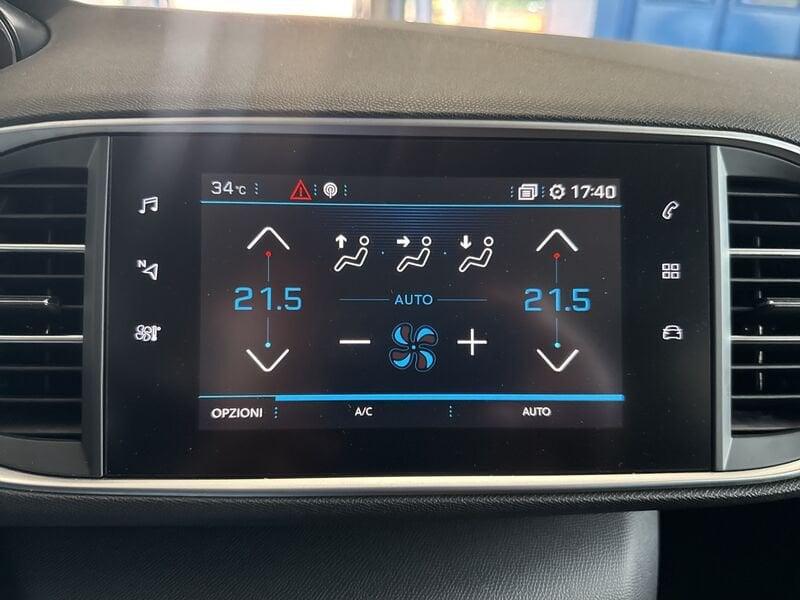 34°C 17:40
N
21.5 21.5
AUTO
OPZIONI A/C AUTO